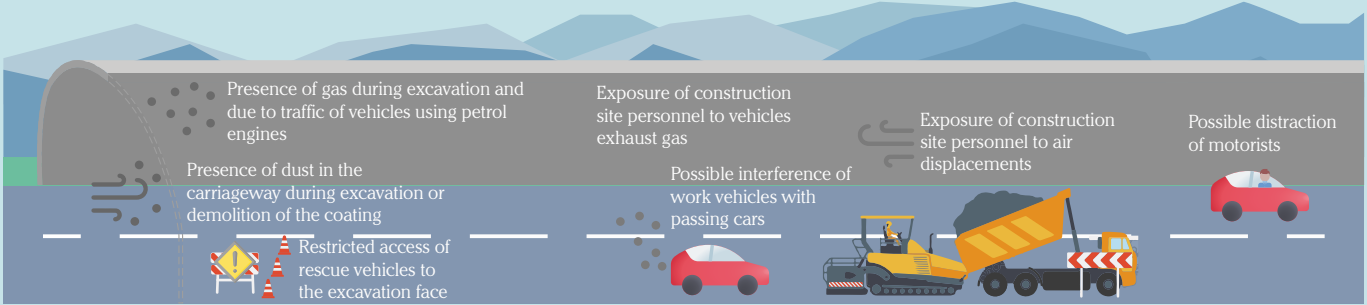 Presence of gas during excavation and
due to traffic of vehicles using petrol
engines
Presence of dust in the
carriageway during excavation or
demolition of the coating
Restricted access of
rescue vehicles to
the excavation face
Exposure of construction
site personnel to vehicles
exhaust gas
Possible interference of
work vehicles with
passing cars
Exposure of construction
site personnel to air
displacements
Possible distraction
of motorists